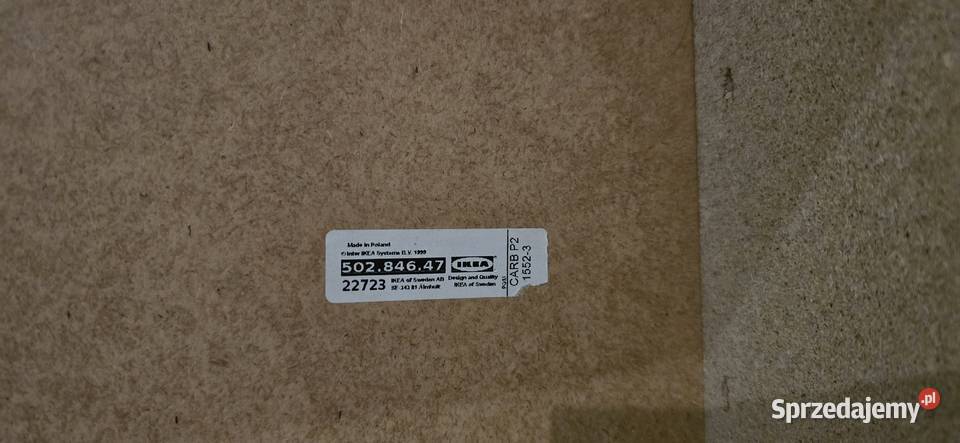 Made in Poland
© Inter IKEA Systems B.V. 1999
502.846.47 IKEA
22723 IKEA of Sweden AB
SE-343 81 Älmhult
Design and Quality
IKEA of Sweden
CARB P2
1552-3
Sprzedajemy.pl